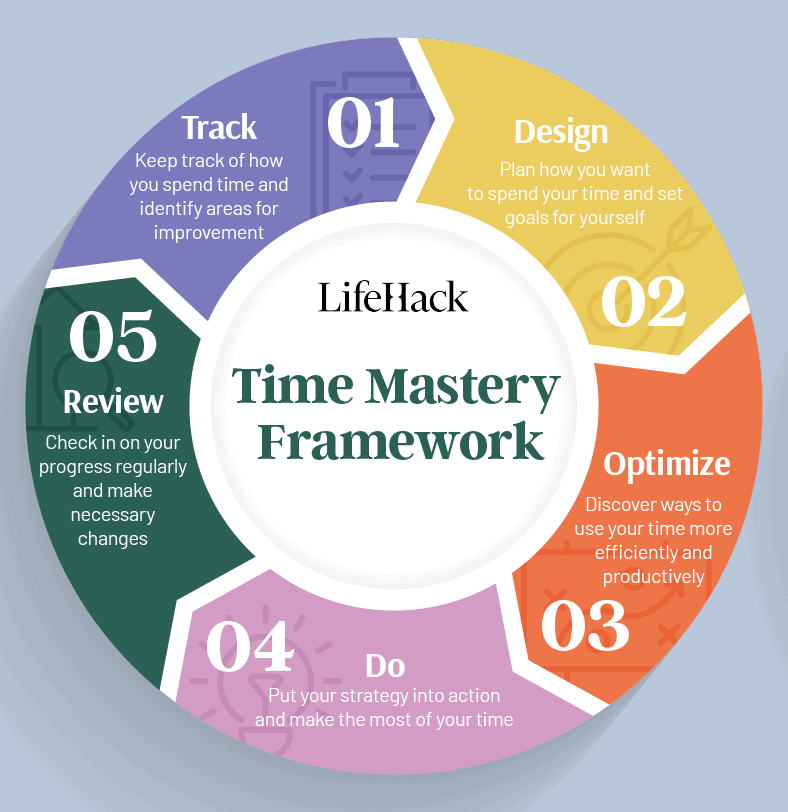 LifeHack
Time Mastery
Framework
01
Track
Keep track of how
you spend time and
identify areas for
improvement
Design
Plan how you want
to spend your time and set
goals for yourself
02
Optimize
Discover ways to
use your time more
efficiently and
productively
03
04
Do
Put your strategy into action
and make the most of your time
05
Review
Check in on your
progress regularly
and make
necessary
changes